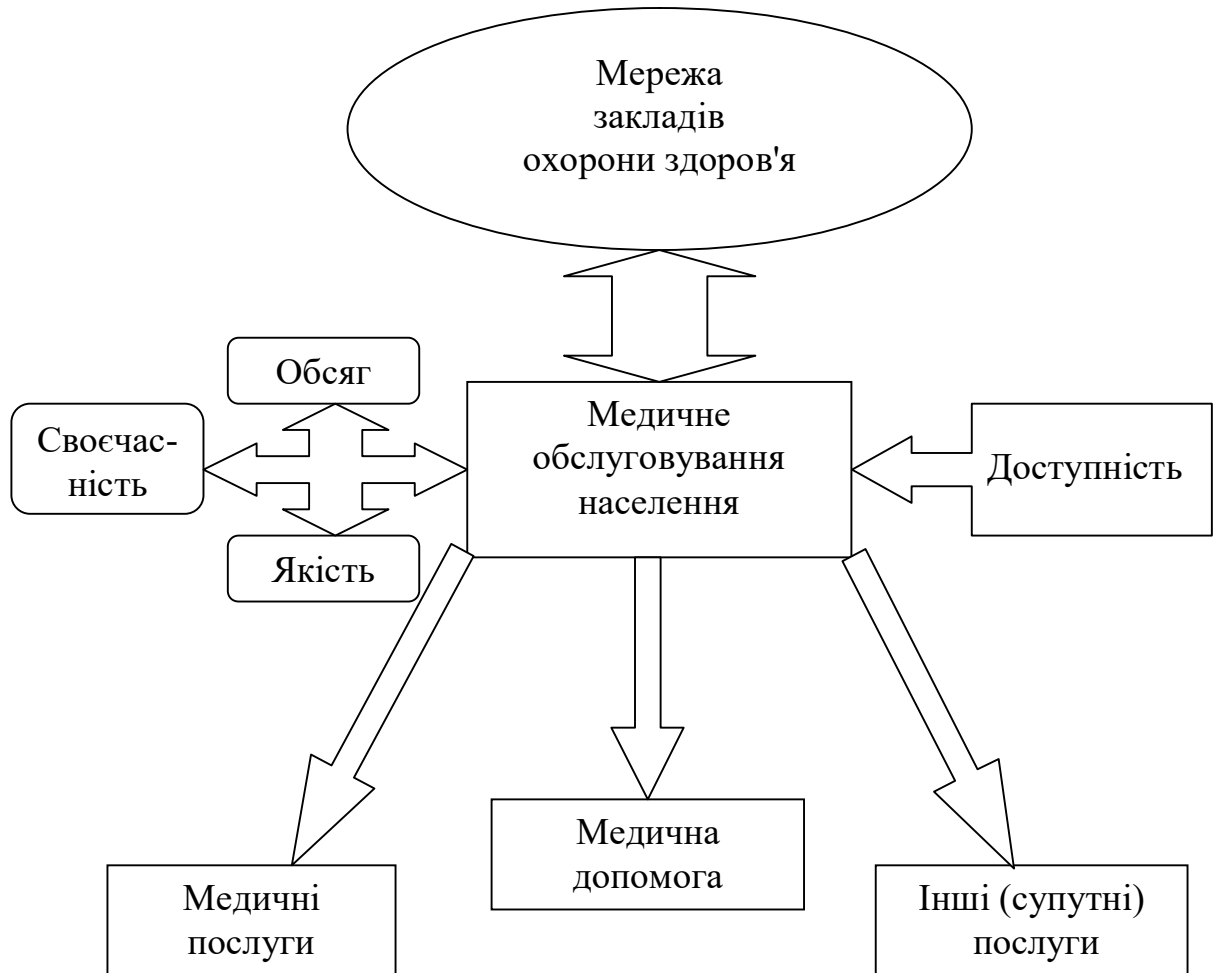 Мережа
закладів
охорони здоров'я
Обсяг
Своєчас-
ність
Якість
Медичне
обслуговування
населення
Доступність
Медичні
послуги
Медична
допомога
Інші (супутні)
послуги